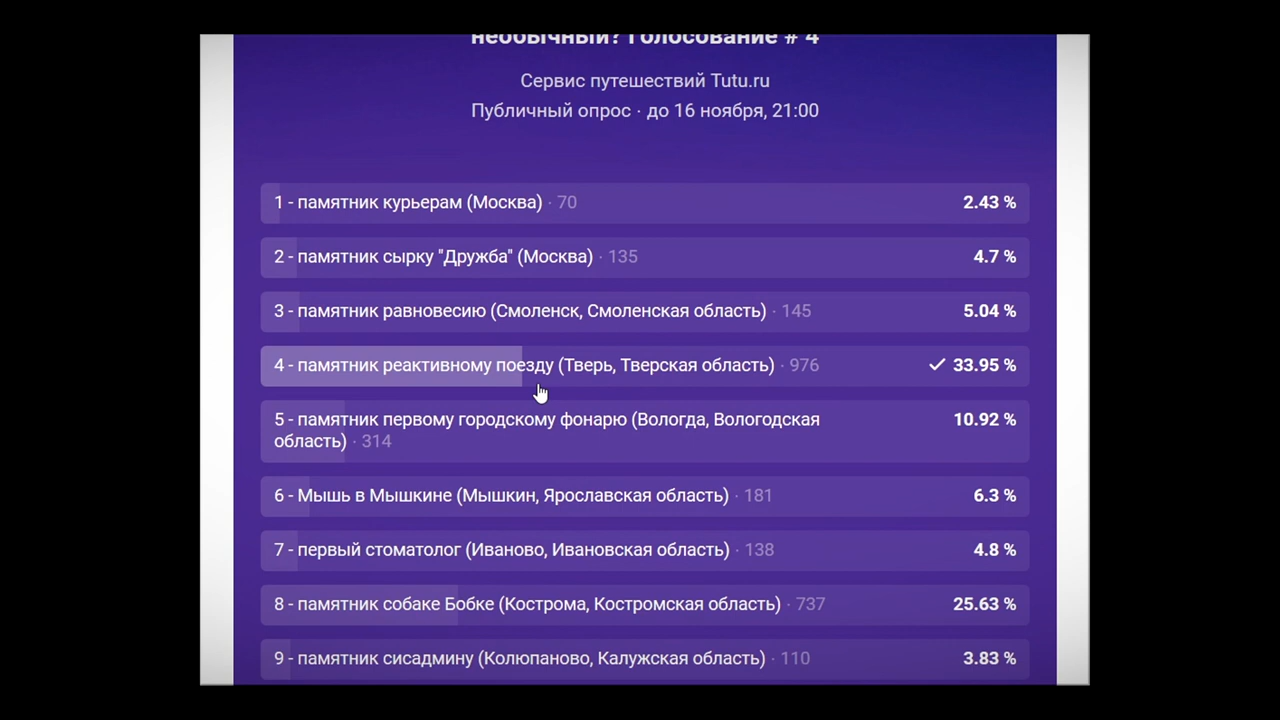 необычный? Голосование # 4
Сервис путешествий Tutu.ru
Публичный опрос · до 16 ноября, 21:00
1 - памятник курьерам (Москва) · 70 2.43 %
2 - памятник сырку "Дружба" (Москва) · 135 4.7 %
3 - памятник равновесию (Смоленск, Смоленская область) · 145 5.04 %
4 - памятник реактивному поезду (Тверь, Тверская область) · 976 33.95 %
5 - памятник первому городскому фонарю (Вологда, Вологодская 10.92 %
область) · 314
6 - Мышь в Мышкине (Мышкин, Ярославская область) · 181 6.3 %
7 - первый стоматолог (Иваново, Ивановская область) · 138 4.8 %
8 - памятник собаке Бобке (Кострома, Костромская область) · 737 25.63 %
9 - памятник сисадмину (Колюпаново, Калужская область) · 110 3.83 %